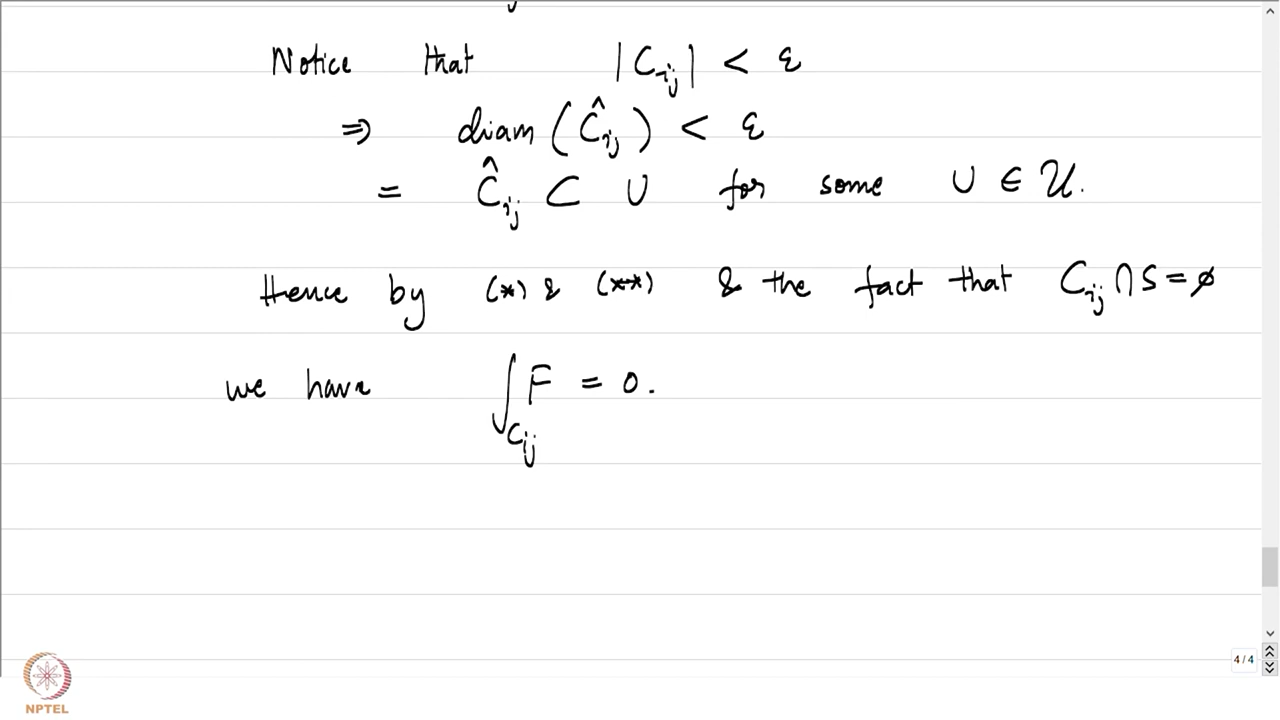 Notice that |C_ij| < ε
⇒ diam (Ĉ_ij) < ε
= Ĉ_ij ⊂ U for some U ∈ 𝒰.
Hence by (*) & (**) & the fact that C_ij ∩ S = ∅
we have ∫_{C_ij} F = 0.
4 / 4
NPTEL